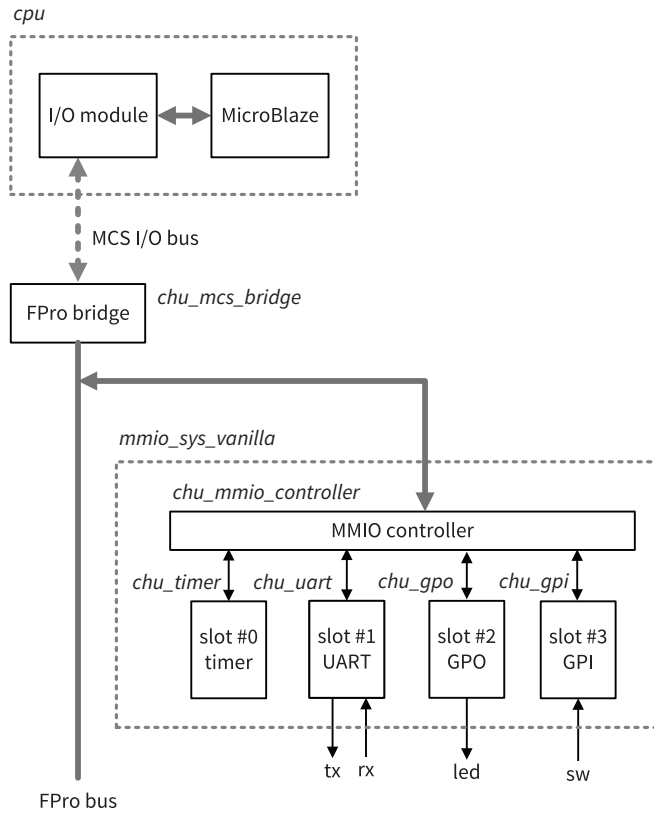 cpu
I/O module
MicroBlaze
MCS I/O bus
FPro bridge
chu_mcs_bridge
mmio_sys_vanilla
chu_mmio_controller
MMIO controller
chu_timer
chu_uart
chu_gpo
chu_gpi
slot #0
timer
slot #1
UART
slot #2
GPO
slot #3
GPI
tx
rx
led
sw
FPro bus